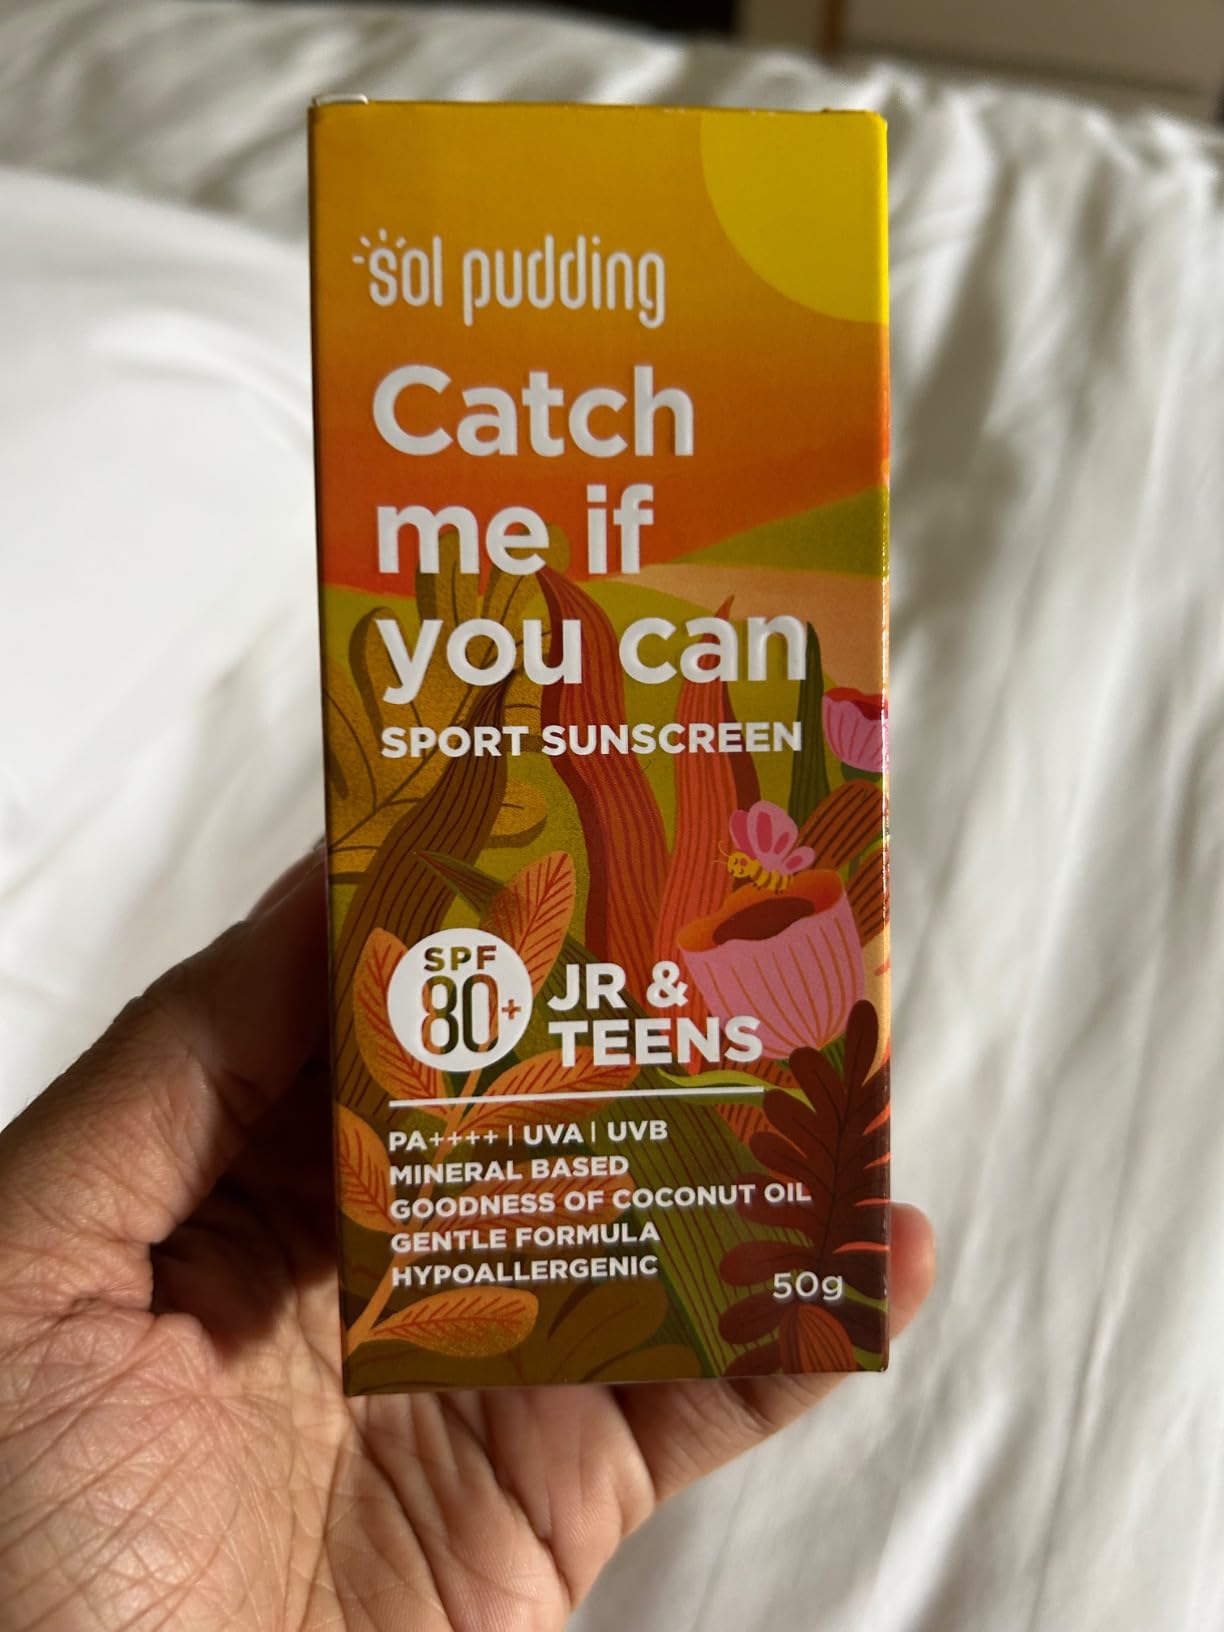 sol pudding
Catch
me if
you can
SPORT SUNSCREEN
SPF
80+
JR &
TEENS
PA++++ | UVA | UVB
MINERAL BASED
GOODNESS OF COCONUT OIL
GENTLE FORMULA
HYPOALLERGENIC
50g